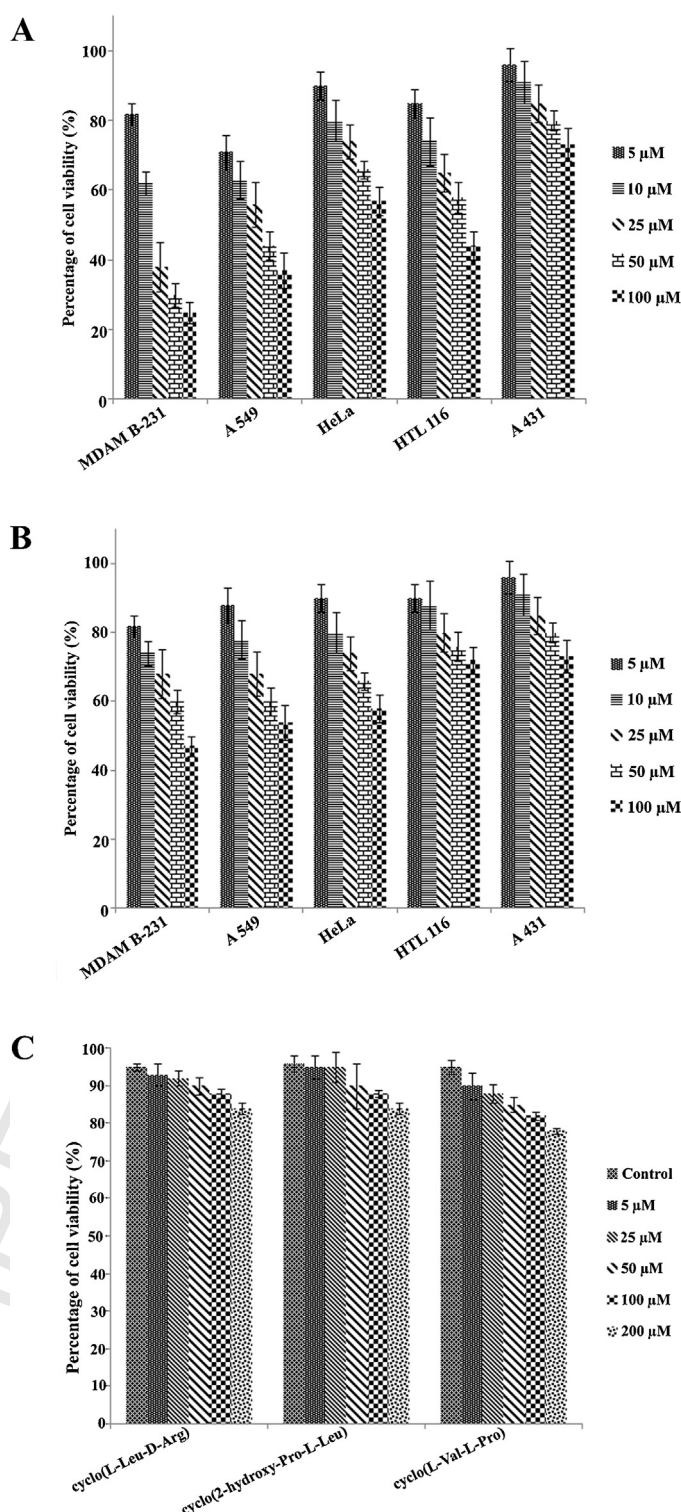 A
Percentage of cell viability (%)
100
80
60
40
20
0
MDAM B-231
A 549
HeLa
HTL 116
A 431
5 µM
10 µM
25 µM
50 µM
100 µM
B
Percentage of cell viability (%)
100
80
60
40
20
0
MDAM B-231
A 549
HeLa
HTL 116
A 431
5 µM
10 µM
25 µM
50 µM
100 µM
C
Percentage of cell viability (%)
100
90
80
70
60
50
40
30
20
10
0
cyclo(L-Leu-D-Arg)
cyclo(2-hydroxy-Pro-L-Leu)
cyclo(L-Val-L-Pro)
Control
5 µM
25 µM
50 µM
100 µM
200 µM